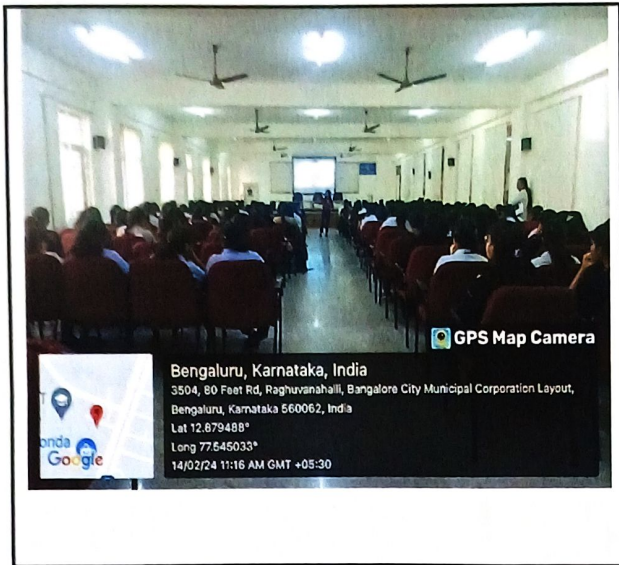 GPS Map Camera
Bengaluru, Karnataka, India
3504, 80 Feet Rd, Raghuvanahalli, Bangalore City Municipal Corporation Layout,
Bengaluru, Karnataka 560062, India
Lat 12.879488°
Long 77.545033°
14/02/24 11:16 AM GMT +05:30
onda
Google